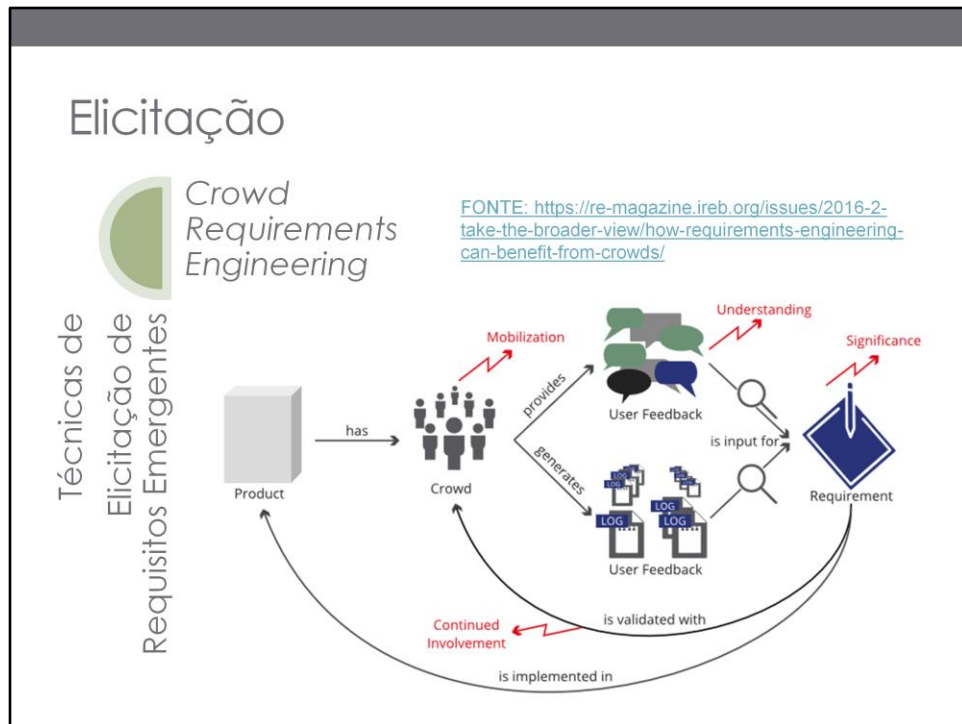 Elicitação
Crowd
Requirements
Engineering
FONTE: https://re-magazine.ireb.org/issues/2016-2-
take-the-broader-view/how-requirements-engineering-
can-benefit-from-crowds/
Técnicas de
Elicitação de
Requisitos Emergentes
Product
has
Mobilization
Crowd
provides
generates
Understanding
User Feedback
LOG
LOG
LOG
LOG
LOG
LOG
User Feedback
is input for
Significance
Requirement
is validated with
Continued
Involvement
is implemented in